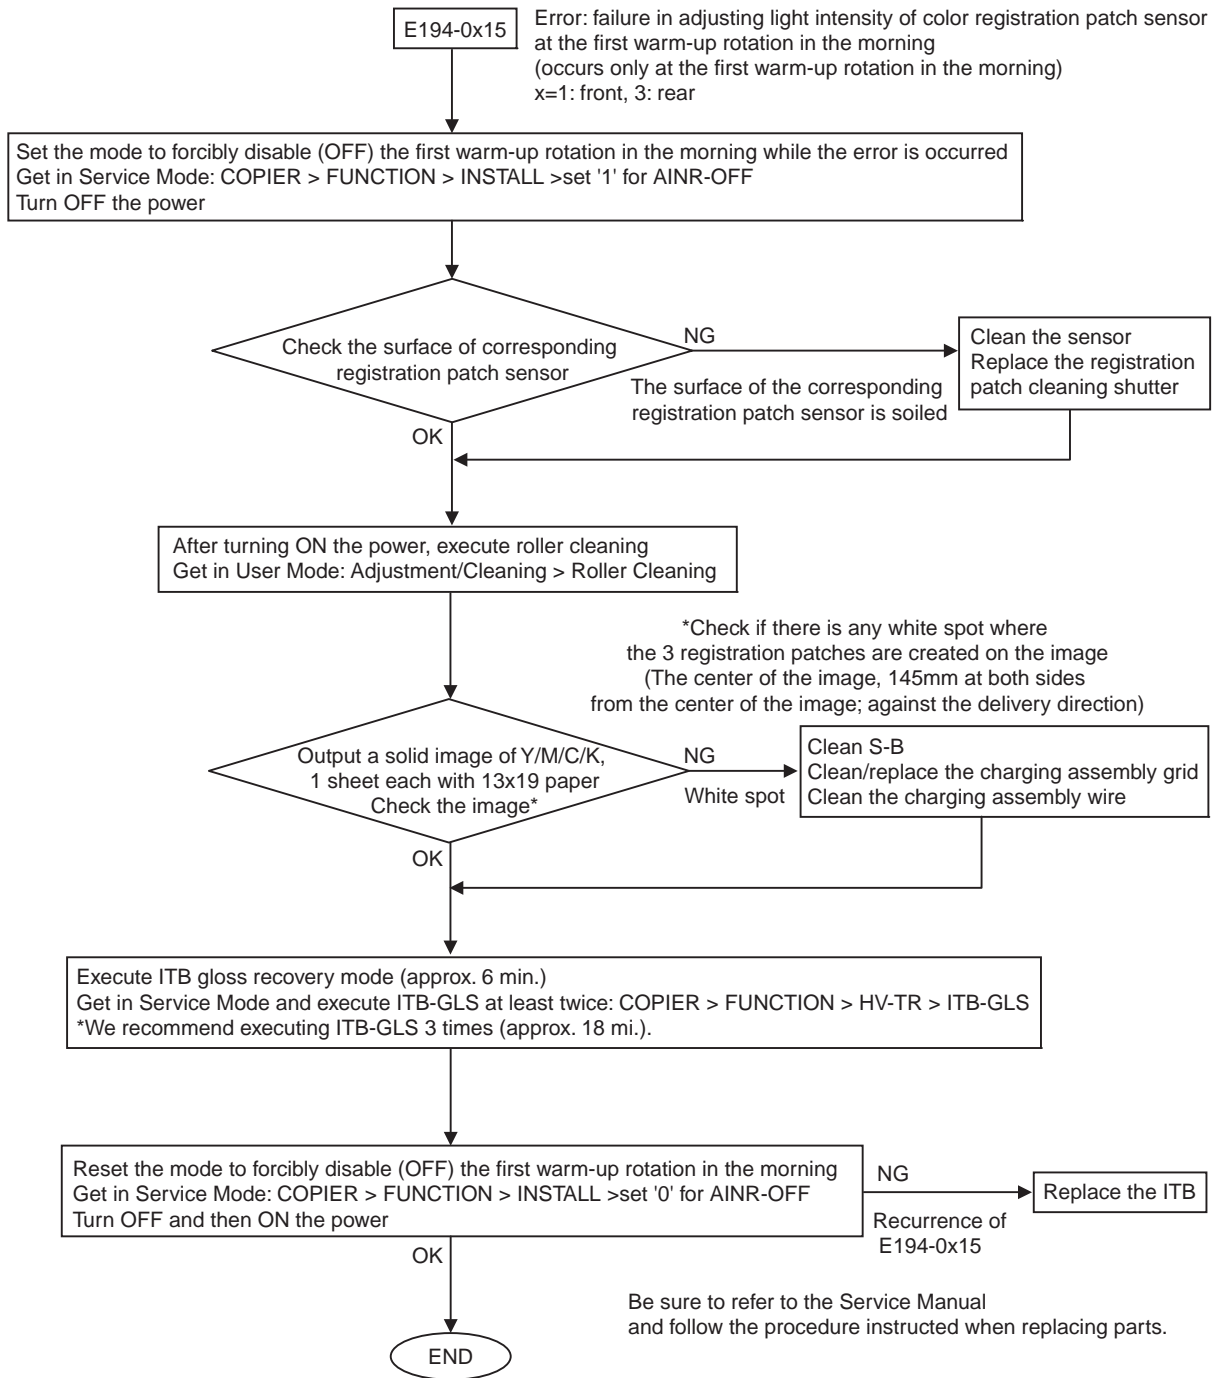 E194-0x15
Error: failure in adjusting light intensity of color registration patch sensor
at the first warm-up rotation in the morning
(occurs only at the first warm-up rotation in the morning)
x=1: front, 3: rear
Set the mode to forcibly disable (OFF) the first warm-up rotation in the morning while the error is occurred
Get in Service Mode: COPIER > FUNCTION > INSTALL >set '1' for AINR-OFF
Turn OFF the power
Check the surface of corresponding
registration patch sensor
NG
The surface of the corresponding
registration patch sensor is soiled
Clean the sensor
Replace the registration
patch cleaning shutter
OK
After turning ON the power, execute roller cleaning
Get in User Mode: Adjustment/Cleaning > Roller Cleaning
*Check if there is any white spot where
the 3 registration patches are created on the image
(The center of the image, 145mm at both sides
from the center of the image; against the delivery direction)
Output a solid image of Y/M/C/K,
1 sheet each with 13x19 paper
Check the image*
NG
White spot
Clean S-B
Clean/replace the charging assembly grid
Clean the charging assembly wire
OK
Execute ITB gloss recovery mode (approx. 6 min.)
Get in Service Mode and execute ITB-GLS at least twice: COPIER > FUNCTION > HV-TR > ITB-GLS
*We recommend executing ITB-GLS 3 times (approx. 18 mi.).
Reset the mode to forcibly disable (OFF) the first warm-up rotation in the morning
Get in Service Mode: COPIER > FUNCTION > INSTALL >set '0' for AINR-OFF
Turn OFF and then ON the power
NG
Recurrence of
E194-0x15
Replace the ITB
OK
Be sure to refer to the Service Manual
and follow the procedure instructed when replacing parts.
END